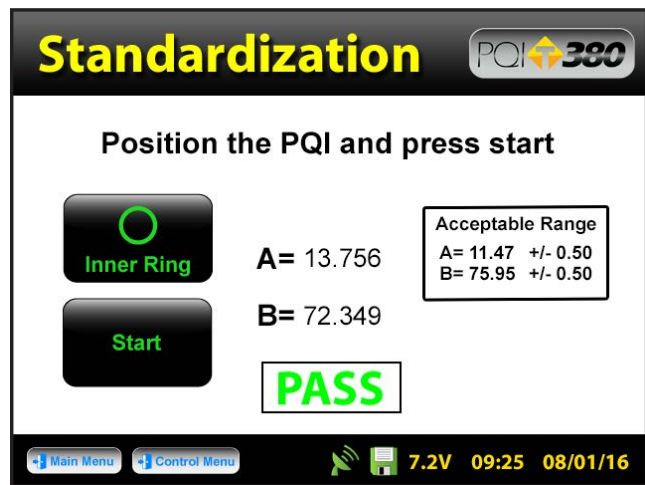 Standardization
PQI T 380
Position the PQI and press start
Inner Ring
Start
A= 13.756
B= 72.349
PASS
Acceptable Range
A= 11.47 +/- 0.50
B= 75.95 +/- 0.50
Main Menu
Control Menu
7.2V 09:25 08/01/16